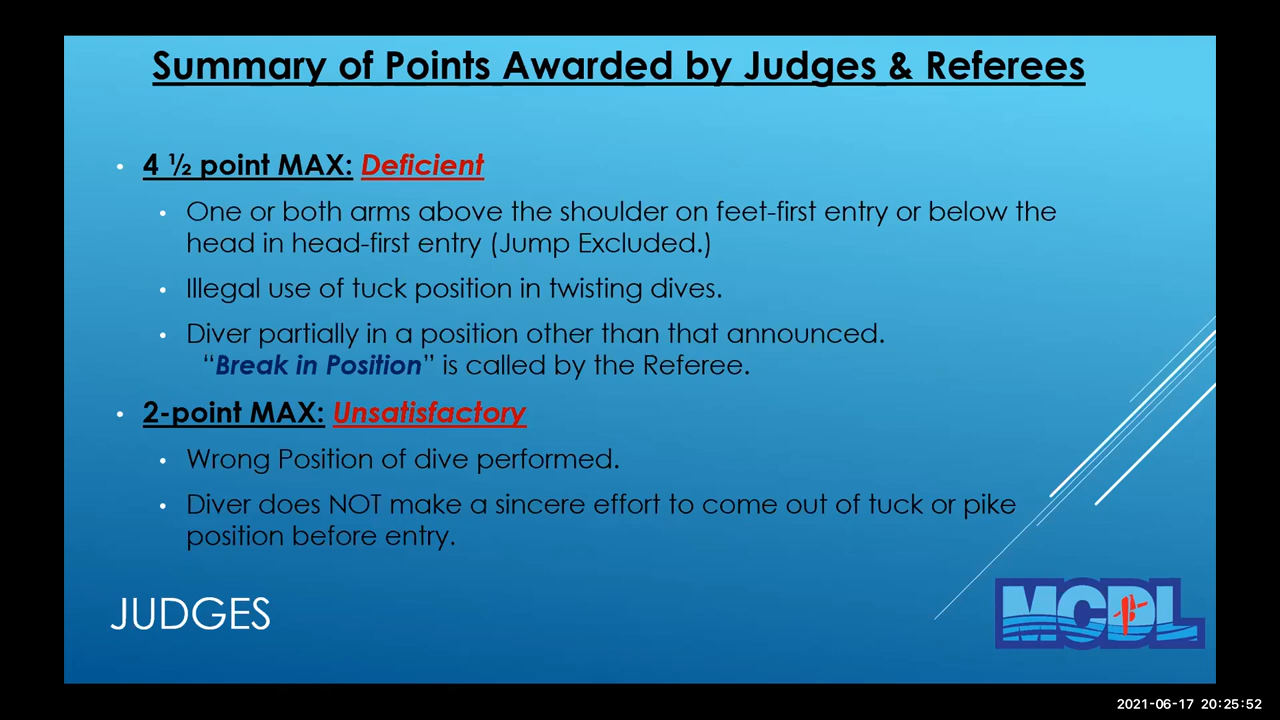 Summary of Points Awarded by Judges & Referees
• 4 ½ point MAX: Deficient
• One or both arms above the shoulder on feet-first entry or below the
head in head-first entry (Jump Excluded.)
• Illegal use of tuck position in twisting dives.
• Diver partially in a position other than that announced.
“Break in Position” is called by the Referee.
• 2-point MAX: Unsatisfactory
• Wrong Position of dive performed.
• Diver does NOT make a sincere effort to come out of tuck or pike
position before entry.
JUDGES
MCDL
2021-06-17 20:25:52